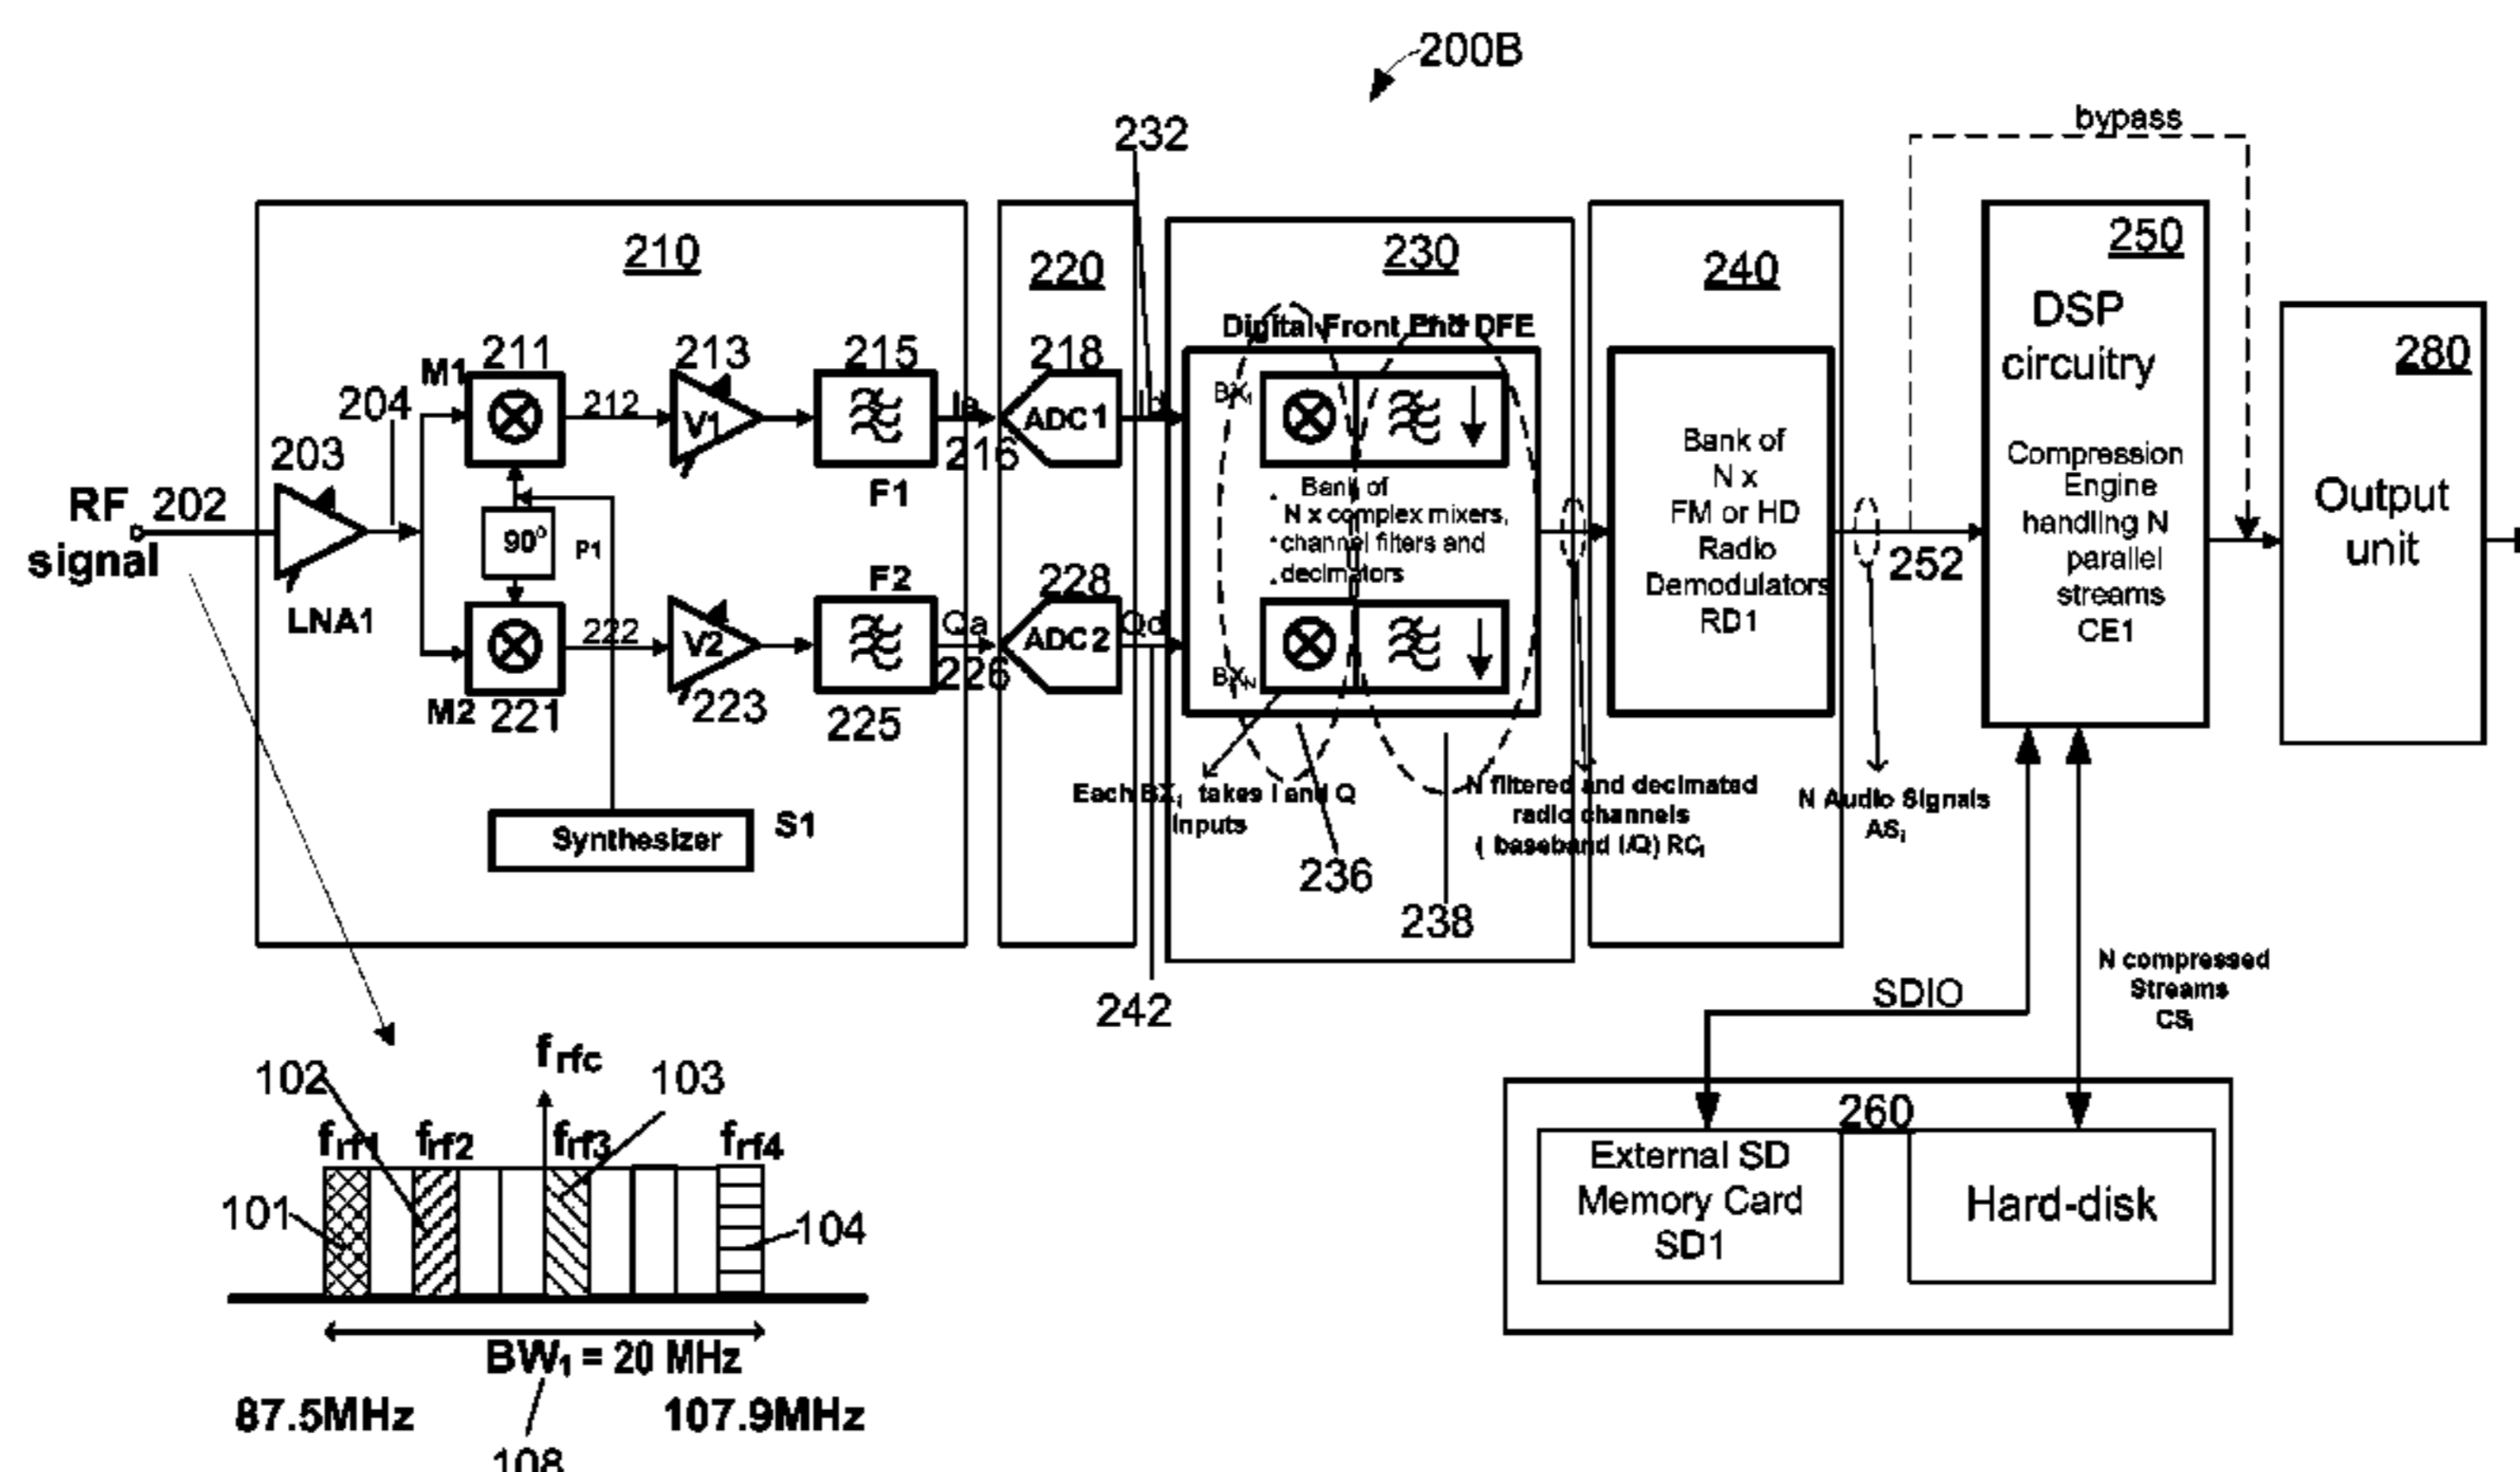 200B
bypass
232
210
220
230
240
250
280
DSP
circuitry
Compression
Engine
handling N
parallel
streams
CE1
Output
unit
RF
signal
202
203
LNA1
204
M1
211
212
213
V1
215
F1
Ia
216
218
ADC1
90°
P1
M2
221
222
V2
223
F2
225
Qa
226
228
ADC2
Qd
Synthesizer
S1
Digital Front End DFE
BX1
Bank of
N x complex mixers,
channel filters and
decimators
BXN
Each BXi takes I and Q
Inputs
236
238
242
Bank of
N x
FM or HD
Radio
Demodulators
RD1
252
N filtered and decimated
radio channels
( baseband I/Q) RCi
N Audio Signals
ASi
SDIO
N compressed
Streams
CSi
260
External SD
Memory Card
SD1
Hard-disk
frfc
102
103
frf1
frf2
frf3
frf4
101
104
BW1 = 20 MHz
87.5MHz
107.9MHz
108